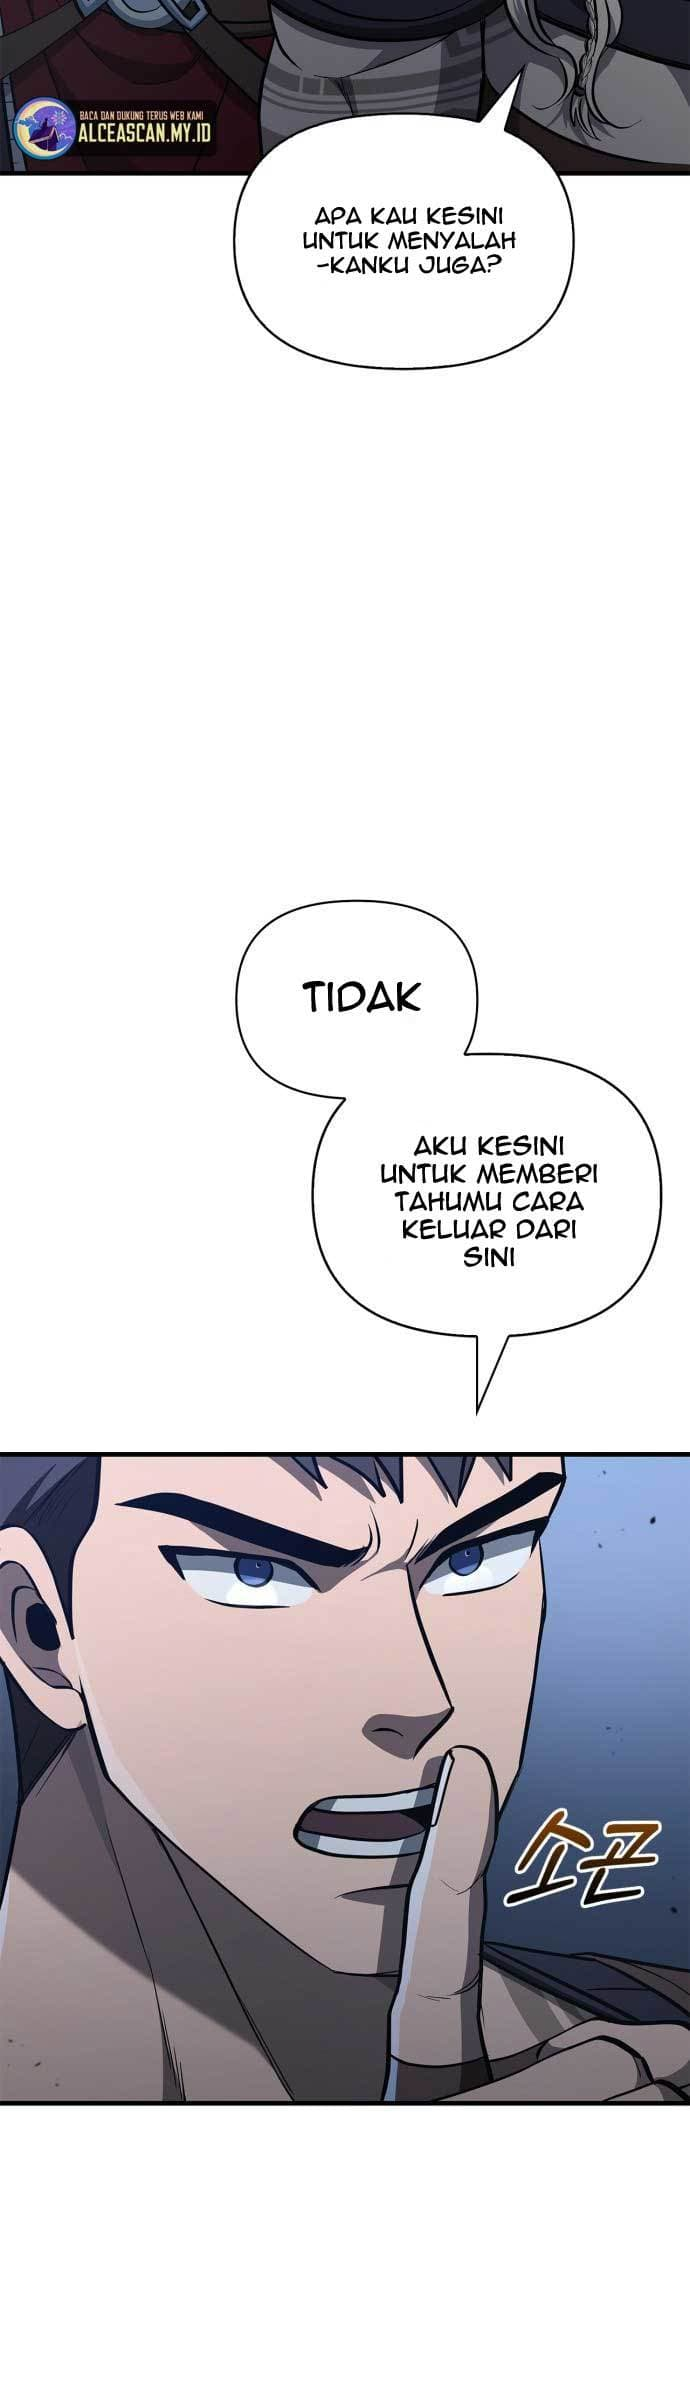 BACA DAN DUKUNG TERUS WEB KAMI
ALCEASCAN.MY.ID
APA KAU KESINI
UNTUK MENYALAH
-KANKU JUGA?
TIDAK
AKU KESINI
UNTUK MEMBERI
TAHUMU CARA
KELUAR DARI
SINI
소곤